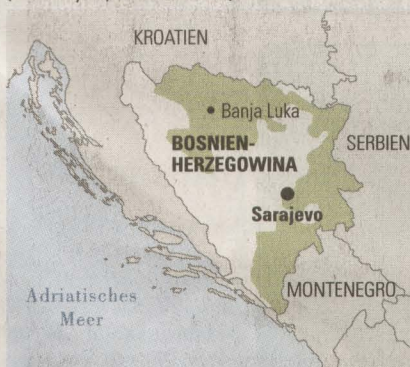 KROATIEN
Banja Luka
BOSNIEN-
HERZEGOWINA
SERBIEN
Sarajevo
MONTENEGRO
Adriatisches
Meer